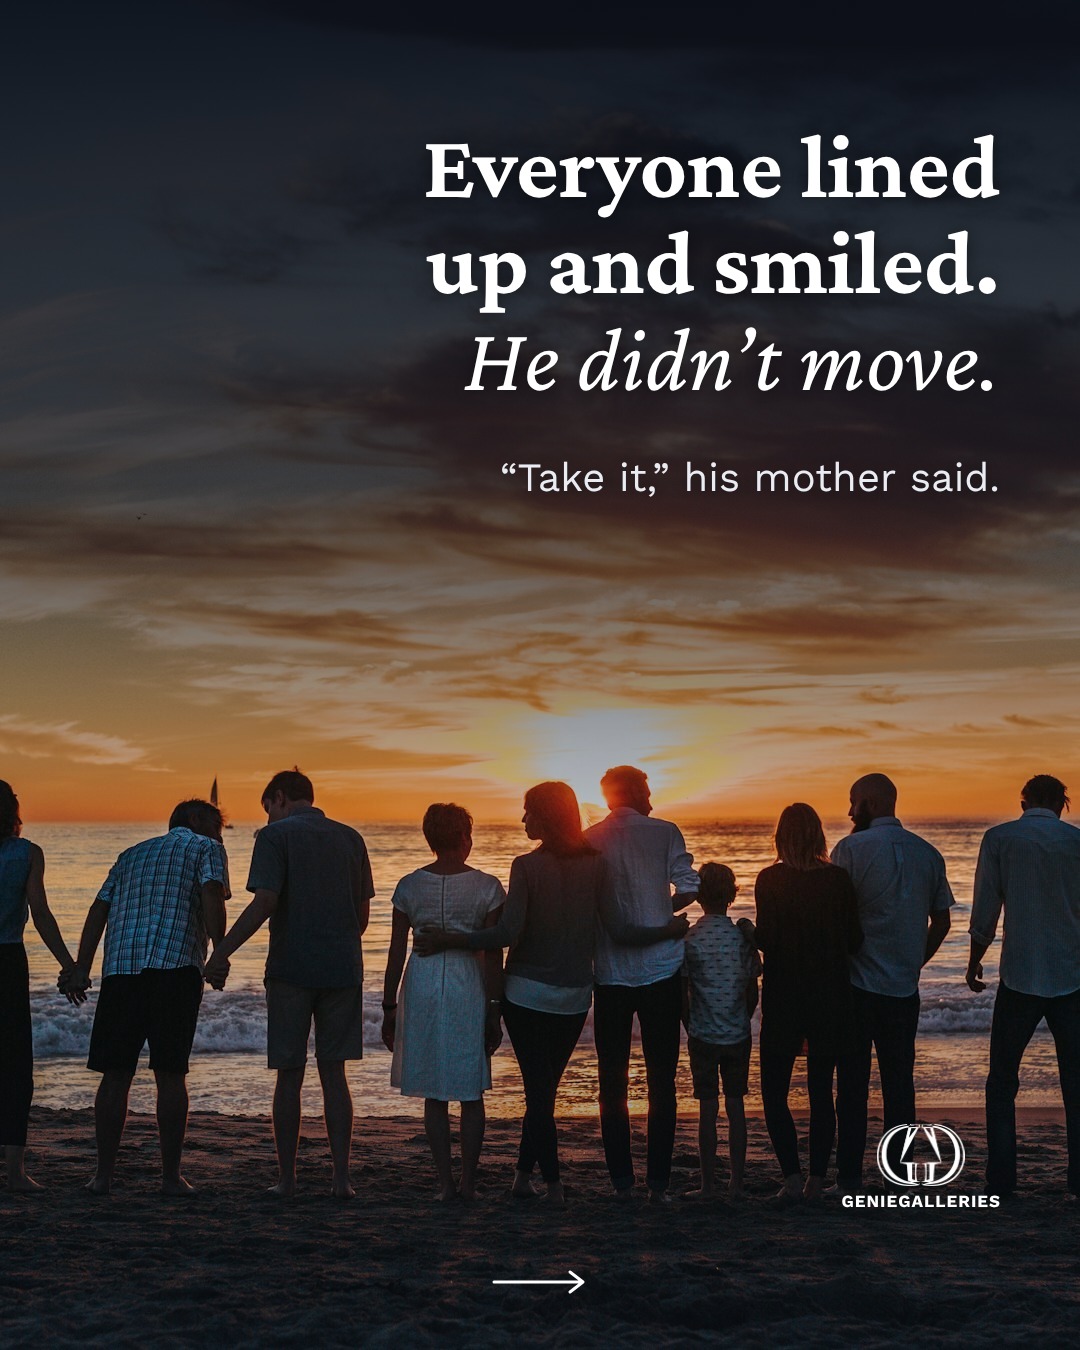 Everyone lined
up and smiled.
He didn’t move.
“Take it,” his mother said.
GENIEGALLERIES